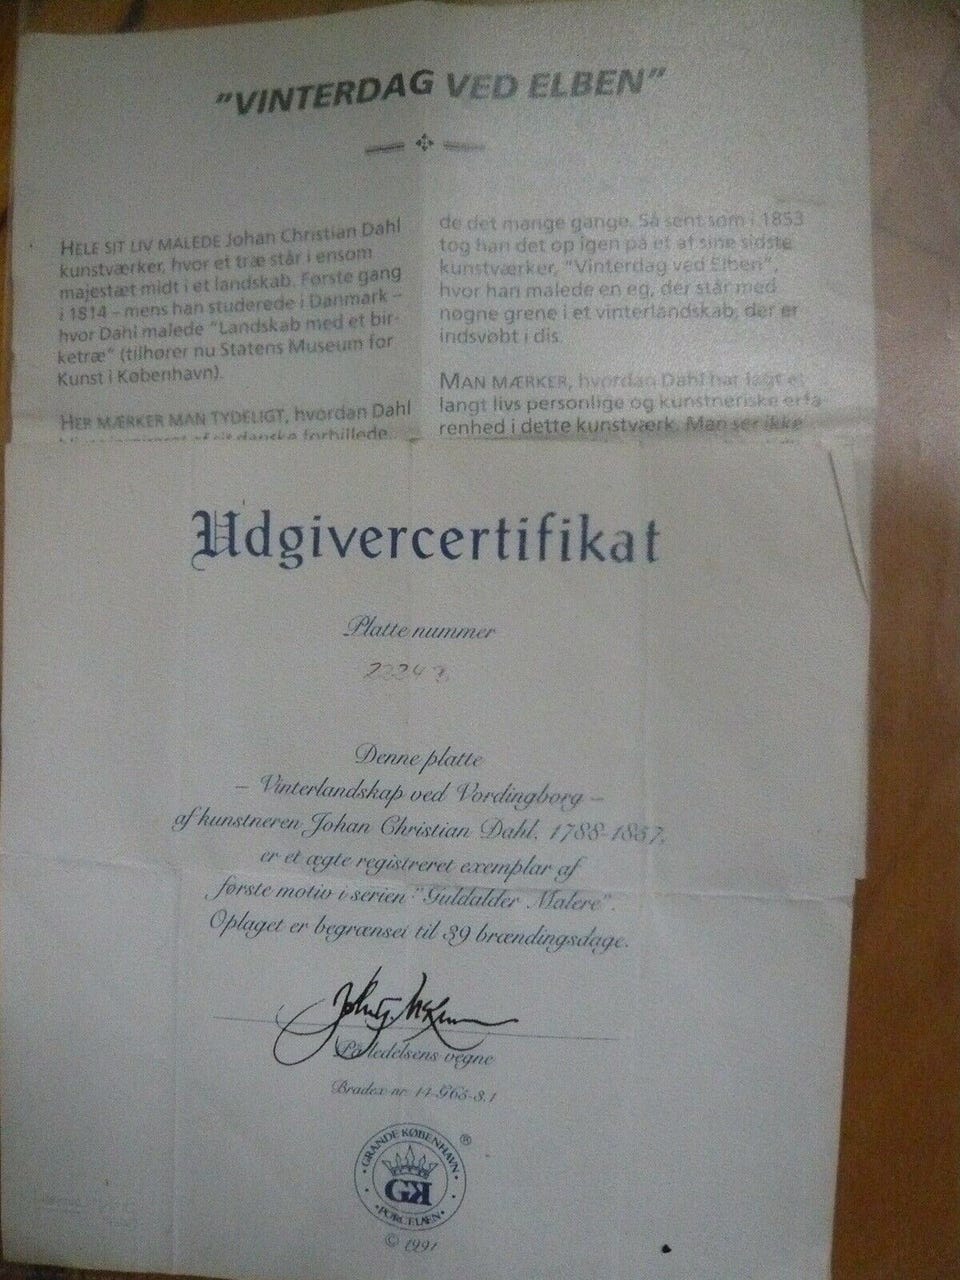 "VINTERDAG VED ELBEN"
HELE SIT LIV MALEDE Johan Christian Dahl
kunstværker, hvor et træ står i ensom
majestæt midt i et landskab. Første gang
i 1814 – mens han studerede i Danmark –
hvor Dahl malede "Landskab med et bir-
ketræ" (tilhører nu Statens Museum for
Kunst i København).
HER MÆRKER MAN TYDELIGT, hvordan Dahl
de det mange gange. Så sent som i 1853
tog han det op igen på et af sine sidste
kunstværker, "Vinterdag ved Elben",
hvor han malede en eg, der står med
nøgne grene i et vinterlandskab, der er
indsvøbt i dis.
MAN MÆRKER, hvordan Dahl har lagt et
langt livs personlige og kunstneriske erfa-
renhed i dette kunstværk. Man ser ikke
Udgivercertifikat
Platte nummer
Denne platte
– Vinterlandskap ved Vordingborg –
af kunstneren Johan Christian Dahl, 1788-1857,
er et ægte registreret exemplar af
første motiv i serien "Guldalder Malere".
Oplaget er begrænset til 39 brændingsdage.
På ledelsens vegne
Bradex nr. 14-G65-3.1
GRANDE KØBENHAVN ®
GK
PORCELÆN
© 1991